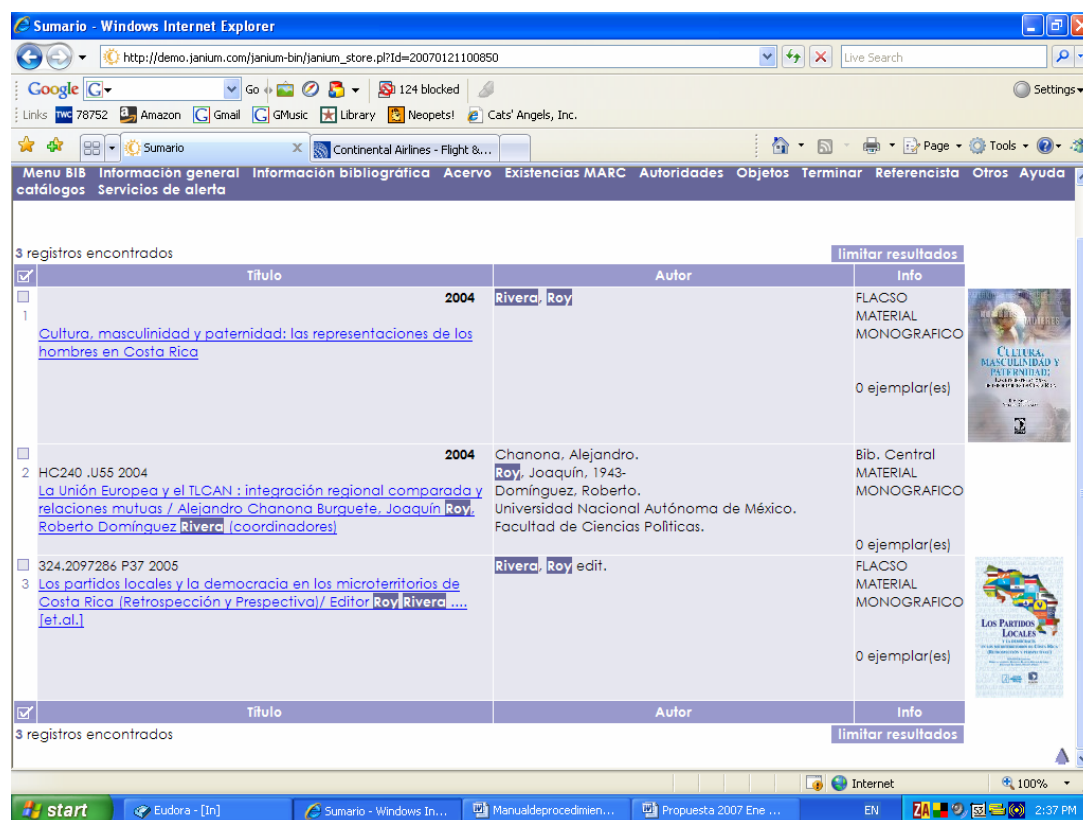 Sumario - Windows Internet Explorer
http://demo.janium.com/janium-bin/janium_store.pl?Id=20070121100850
Live Search
Google G Go 124 blocked Settings
Links TWC 78752 Amazon Gmail GMusic Library Neopets! Cats' Angels, Inc.
Sumario Continental Airlines - Flight &... Page Tools
Menu BIB Información general Información bibliográfica Acervo Existencias MARC Autoridades Objetos Terminar Referencista Otros Ayuda
catálogos Servicios de alerta
3 registros encontrados limitar resultados
Título Autor Info
2004 Rivera, Roy FLACSO
1 MATERIAL
Cultura, masculinidad y paternidad: las representaciones de los MONOGRAFICO
hombres en Costa Rica
CULTURA,
MASCULINIDAD Y
PATERNIDAD:
0 ejemplar(es)
2004 Chanona, Alejandro. Bib. Central
2 HC240 .U55 2004 Roy, Joaquín, 1943- MATERIAL
La Unión Europea y el TLCAN : integración regional comparada y Domínguez, Roberto. MONOGRAFICO
relaciones mutuas / Alejandro Chanona Burguete, Joaquín Roy, Universidad Nacional Autónoma de México.
Roberto Domínguez Rivera (coordinadores) Facultad de Ciencias Políticas.
0 ejemplar(es)
324.2097286 P37 2005 Rivera, Roy edit. FLACSO
3 Los partidos locales y la democracia en los microterritorios de MATERIAL
Costa Rica (Retrospección y Prespectiva)/ Editor Roy Rivera .... MONOGRAFICO
[et.al.]
LOS PARTIDOS
LOCALES
0 ejemplar(es)
Título Autor Info
3 registros encontrados limitar resultados
Internet 100%
start Eudora - [In] Sumario - Windows In... Manualdeprocedimien... Propuesta 2007 Ene ... EN ZA 2:37 PM